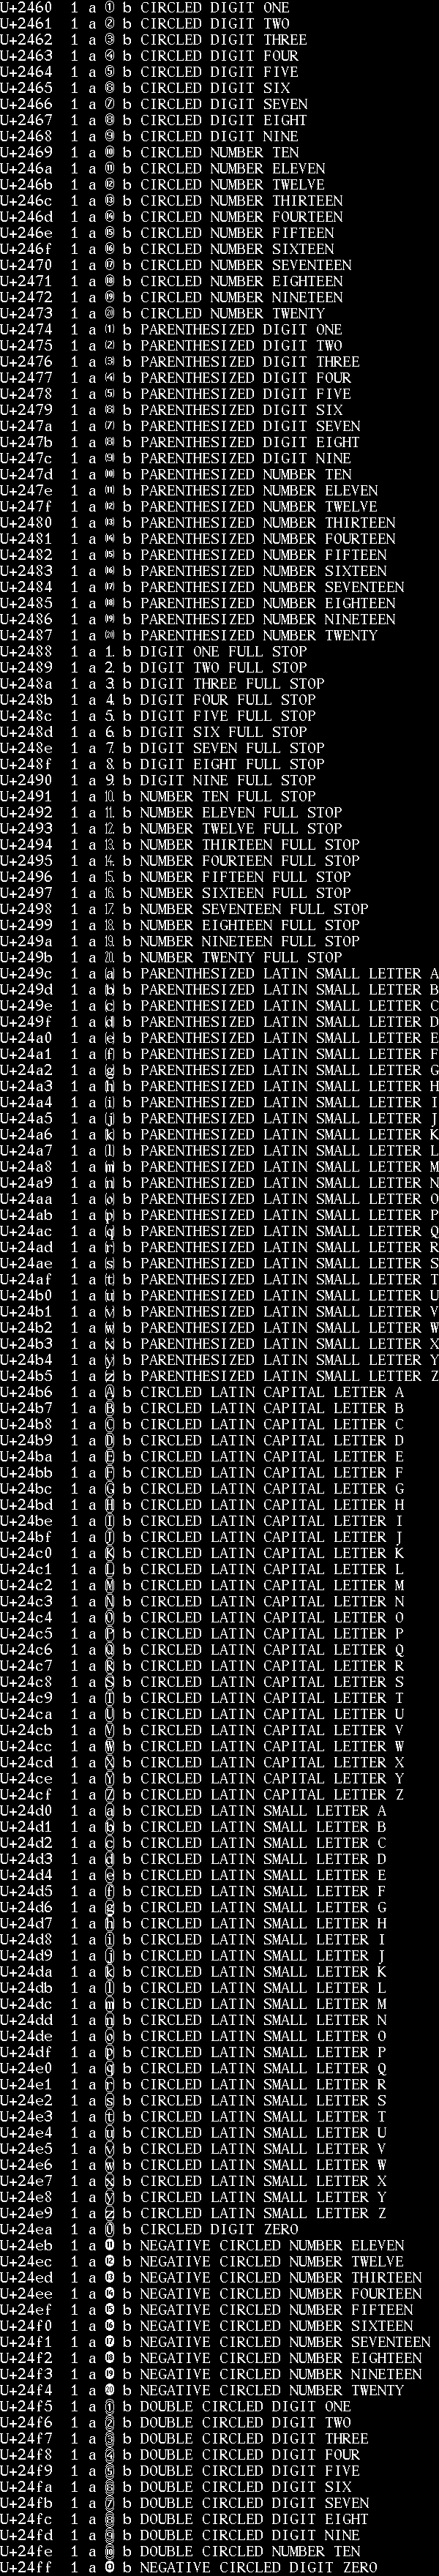 U+2460 1 a ① b CIRCLED DIGIT ONE
U+2461 1 a ② b CIRCLED DIGIT TWO
U+2462 1 a ③ b CIRCLED DIGIT THREE
U+2463 1 a ④ b CIRCLED DIGIT FOUR
U+2464 1 a ⑤ b CIRCLED DIGIT FIVE
U+2465 1 a ⑥ b CIRCLED DIGIT SIX
U+2466 1 a ⑦ b CIRCLED DIGIT SEVEN
U+2467 1 a ⑧ b CIRCLED DIGIT EIGHT
U+2468 1 a ⑨ b CIRCLED DIGIT NINE
U+2469 1 a ⑩ b CIRCLED NUMBER TEN
U+246a 1 a ⑪ b CIRCLED NUMBER ELEVEN
U+246b 1 a ⑫ b CIRCLED NUMBER TWELVE
U+246c 1 a ⑬ b CIRCLED NUMBER THIRTEEN
U+246d 1 a ⑭ b CIRCLED NUMBER FOURTEEN
U+246e 1 a ⑮ b CIRCLED NUMBER FIFTEEN
U+246f 1 a ⑯ b CIRCLED NUMBER SIXTEEN
U+2470 1 a ⑰ b CIRCLED NUMBER SEVENTEEN
U+2471 1 a ⑱ b CIRCLED NUMBER EIGHTEEN
U+2472 1 a ⑲ b CIRCLED NUMBER NINETEEN
U+2473 1 a ⑳ b CIRCLED NUMBER TWENTY
U+2474 1 a ⑴ b PARENTHESIZED DIGIT ONE
U+2475 1 a ⑵ b PARENTHESIZED DIGIT TWO
U+2476 1 a ⑶ b PARENTHESIZED DIGIT THREE
U+2477 1 a ⑷ b PARENTHESIZED DIGIT FOUR
U+2478 1 a ⑸ b PARENTHESIZED DIGIT FIVE
U+2479 1 a ⑹ b PARENTHESIZED DIGIT SIX
U+247a 1 a ⑺ b PARENTHESIZED DIGIT SEVEN
U+247b 1 a ⑻ b PARENTHESIZED DIGIT EIGHT
U+247c 1 a ⑼ b PARENTHESIZED DIGIT NINE
U+247d 1 a ⑽ b PARENTHESIZED NUMBER TEN
U+247e 1 a ⑾ b PARENTHESIZED NUMBER ELEVEN
U+247f 1 a ⑿ b PARENTHESIZED NUMBER TWELVE
U+2480 1 a ⒀ b PARENTHESIZED NUMBER THIRTEEN
U+2481 1 a ⒁ b PARENTHESIZED NUMBER FOURTEEN
U+2482 1 a ⒂ b PARENTHESIZED NUMBER FIFTEEN
U+2483 1 a ⒃ b PARENTHESIZED NUMBER SIXTEEN
U+2484 1 a ⒄ b PARENTHESIZED NUMBER SEVENTEEN
U+2485 1 a ⒅ b PARENTHESIZED NUMBER EIGHTEEN
U+2486 1 a ⒆ b PARENTHESIZED NUMBER NINETEEN
U+2487 1 a ⒇ b PARENTHESIZED NUMBER TWENTY
U+2488 1 a ⒈ b DIGIT ONE FULL STOP
U+2489 1 a ⒉ b DIGIT TWO FULL STOP
U+248a 1 a ⒊ b DIGIT THREE FULL STOP
U+248b 1 a ⒋ b DIGIT FOUR FULL STOP
U+248c 1 a ⒌ b DIGIT FIVE FULL STOP
U+248d 1 a ⒍ b DIGIT SIX FULL STOP
U+248e 1 a ⒎ b DIGIT SEVEN FULL STOP
U+248f 1 a ⒏ b DIGIT EIGHT FULL STOP
U+2490 1 a ⒐ b DIGIT NINE FULL STOP
U+2491 1 a ⒑ b NUMBER TEN FULL STOP
U+2492 1 a ⒒ b NUMBER ELEVEN FULL STOP
U+2493 1 a ⒓ b NUMBER TWELVE FULL STOP
U+2494 1 a ⒔ b NUMBER THIRTEEN FULL STOP
U+2495 1 a ⒕ b NUMBER FOURTEEN FULL STOP
U+2496 1 a ⒖ b NUMBER FIFTEEN FULL STOP
U+2497 1 a ⒗ b NUMBER SIXTEEN FULL STOP
U+2498 1 a ⒘ b NUMBER SEVENTEEN FULL STOP
U+2499 1 a ⒙ b NUMBER EIGHTEEN FULL STOP
U+249a 1 a ⒚ b NUMBER NINETEEN FULL STOP
U+249b 1 a ⒛ b NUMBER TWENTY FULL STOP
U+249c 1 a ⒜ b PARENTHESIZED LATIN SMALL LETTER A
U+249d 1 a ⒝ b PARENTHESIZED LATIN SMALL LETTER B
U+249e 1 a ⒞ b PARENTHESIZED LATIN SMALL LETTER C
U+249f 1 a ⒟ b PARENTHESIZED LATIN SMALL LETTER D
U+24a0 1 a ⒠ b PARENTHESIZED LATIN SMALL LETTER E
U+24a1 1 a ⒡ b PARENTHESIZED LATIN SMALL LETTER F
U+24a2 1 a ⒢ b PARENTHESIZED LATIN SMALL LETTER G
U+24a3 1 a ⒣ b PARENTHESIZED LATIN SMALL LETTER H
U+24a4 1 a ⒤ b PARENTHESIZED LATIN SMALL LETTER I
U+24a5 1 a ⒥ b PARENTHESIZED LATIN SMALL LETTER J
U+24a6 1 a ⒦ b PARENTHESIZED LATIN SMALL LETTER K
U+24a7 1 a ⒧ b PARENTHESIZED LATIN SMALL LETTER L
U+24a8 1 a ⒨ b PARENTHESIZED LATIN SMALL LETTER M
U+24a9 1 a ⒩ b PARENTHESIZED LATIN SMALL LETTER N
U+24aa 1 a ⒪ b PARENTHESIZED LATIN SMALL LETTER O
U+24ab 1 a ⒫ b PARENTHESIZED LATIN SMALL LETTER P
U+24ac 1 a ⒬ b PARENTHESIZED LATIN SMALL LETTER Q
U+24ad 1 a ⒭ b PARENTHESIZED LATIN SMALL LETTER R
U+24ae 1 a ⒮ b PARENTHESIZED LATIN SMALL LETTER S
U+24af 1 a ⒯ b PARENTHESIZED LATIN SMALL LETTER T
U+24b0 1 a ⒰ b PARENTHESIZED LATIN SMALL LETTER U
U+24b1 1 a ⒱ b PARENTHESIZED LATIN SMALL LETTER V
U+24b2 1 a ⒲ b PARENTHESIZED LATIN SMALL LETTER W
U+24b3 1 a ⒳ b PARENTHESIZED LATIN SMALL LETTER X
U+24b4 1 a ⒴ b PARENTHESIZED LATIN SMALL LETTER Y
U+24b5 1 a ⒵ b PARENTHESIZED LATIN SMALL LETTER Z
U+24b6 1 a Ⓐ b CIRCLED LATIN CAPITAL LETTER A
U+24b7 1 a Ⓑ b CIRCLED LATIN CAPITAL LETTER B
U+24b8 1 a Ⓒ b CIRCLED LATIN CAPITAL LETTER C
U+24b9 1 a Ⓓ b CIRCLED LATIN CAPITAL LETTER D
U+24ba 1 a Ⓔ b CIRCLED LATIN CAPITAL LETTER E
U+24bb 1 a Ⓕ b CIRCLED LATIN CAPITAL LETTER F
U+24bc 1 a Ⓖ b CIRCLED LATIN CAPITAL LETTER G
U+24bd 1 a Ⓗ b CIRCLED LATIN CAPITAL LETTER H
U+24be 1 a Ⓘ b CIRCLED LATIN CAPITAL LETTER I
U+24bf 1 a Ⓙ b CIRCLED LATIN CAPITAL LETTER J
U+24c0 1 a Ⓚ b CIRCLED LATIN CAPITAL LETTER K
U+24c1 1 a Ⓛ b CIRCLED LATIN CAPITAL LETTER L
U+24c2 1 a Ⓜ b CIRCLED LATIN CAPITAL LETTER M
U+24c3 1 a Ⓝ b CIRCLED LATIN CAPITAL LETTER N
U+24c4 1 a Ⓞ b CIRCLED LATIN CAPITAL LETTER O
U+24c5 1 a Ⓟ b CIRCLED LATIN CAPITAL LETTER P
U+24c6 1 a Ⓠ b CIRCLED LATIN CAPITAL LETTER Q
U+24c7 1 a Ⓡ b CIRCLED LATIN CAPITAL LETTER R
U+24c8 1 a Ⓢ b CIRCLED LATIN CAPITAL LETTER S
U+24c9 1 a Ⓣ b CIRCLED LATIN CAPITAL LETTER T
U+24ca 1 a Ⓤ b CIRCLED LATIN CAPITAL LETTER U
U+24cb 1 a Ⓥ b CIRCLED LATIN CAPITAL LETTER V
U+24cc 1 a Ⓦ b CIRCLED LATIN CAPITAL LETTER W
U+24cd 1 a Ⓧ b CIRCLED LATIN CAPITAL LETTER X
U+24ce 1 a Ⓨ b CIRCLED LATIN CAPITAL LETTER Y
U+24cf 1 a Ⓩ b CIRCLED LATIN CAPITAL LETTER Z
U+24d0 1 a ⓐ b CIRCLED LATIN SMALL LETTER A
U+24d1 1 a ⓑ b CIRCLED LATIN SMALL LETTER B
U+24d2 1 a ⓒ b CIRCLED LATIN SMALL LETTER C
U+24d3 1 a ⓓ b CIRCLED LATIN SMALL LETTER D
U+24d4 1 a ⓔ b CIRCLED LATIN SMALL LETTER E
U+24d5 1 a ⓕ b CIRCLED LATIN SMALL LETTER F
U+24d6 1 a ⓖ b CIRCLED LATIN SMALL LETTER G
U+24d7 1 a ⓗ b CIRCLED LATIN SMALL LETTER H
U+24d8 1 a ⓘ b CIRCLED LATIN SMALL LETTER I
U+24d9 1 a ⓙ b CIRCLED LATIN SMALL LETTER J
U+24da 1 a ⓚ b CIRCLED LATIN SMALL LETTER K
U+24db 1 a ⓛ b CIRCLED LATIN SMALL LETTER L
U+24dc 1 a ⓜ b CIRCLED LATIN SMALL LETTER M
U+24dd 1 a ⓝ b CIRCLED LATIN SMALL LETTER N
U+24de 1 a ⓞ b CIRCLED LATIN SMALL LETTER O
U+24df 1 a ⓟ b CIRCLED LATIN SMALL LETTER P
U+24e0 1 a ⓠ b CIRCLED LATIN SMALL LETTER Q
U+24e1 1 a ⓡ b CIRCLED LATIN SMALL LETTER R
U+24e2 1 a ⓢ b CIRCLED LATIN SMALL LETTER S
U+24e3 1 a ⓣ b CIRCLED LATIN SMALL LETTER T
U+24e4 1 a ⓤ b CIRCLED LATIN SMALL LETTER U
U+24e5 1 a ⓥ b CIRCLED LATIN SMALL LETTER V
U+24e6 1 a ⓦ b CIRCLED LATIN SMALL LETTER W
U+24e7 1 a ⓧ b CIRCLED LATIN SMALL LETTER X
U+24e8 1 a ⓨ b CIRCLED LATIN SMALL LETTER Y
U+24e9 1 a ⓩ b CIRCLED LATIN SMALL LETTER Z
U+24ea 1 a ⓪ b CIRCLED DIGIT ZERO
U+24eb 1 a ⓫ b NEGATIVE CIRCLED NUMBER ELEVEN
U+24ec 1 a ⓬ b NEGATIVE CIRCLED NUMBER TWELVE
U+24ed 1 a ⓭ b NEGATIVE CIRCLED NUMBER THIRTEEN
U+24ee 1 a ⓮ b NEGATIVE CIRCLED NUMBER FOURTEEN
U+24ef 1 a ⓯ b NEGATIVE CIRCLED NUMBER FIFTEEN
U+24f0 1 a ⓰ b NEGATIVE CIRCLED NUMBER SIXTEEN
U+24f1 1 a ⓱ b NEGATIVE CIRCLED NUMBER SEVENTEEN
U+24f2 1 a ⓲ b NEGATIVE CIRCLED NUMBER EIGHTEEN
U+24f3 1 a ⓳ b NEGATIVE CIRCLED NUMBER NINETEEN
U+24f4 1 a ⓴ b NEGATIVE CIRCLED NUMBER TWENTY
U+24f5 1 a ⓵ b DOUBLE CIRCLED DIGIT ONE
U+24f6 1 a ⓶ b DOUBLE CIRCLED DIGIT TWO
U+24f7 1 a ⓷ b DOUBLE CIRCLED DIGIT THREE
U+24f8 1 a ⓸ b DOUBLE CIRCLED DIGIT FOUR
U+24f9 1 a ⓹ b DOUBLE CIRCLED DIGIT FIVE
U+24fa 1 a ⓺ b DOUBLE CIRCLED DIGIT SIX
U+24fb 1 a ⓻ b DOUBLE CIRCLED DIGIT SEVEN
U+24fc 1 a ⓼ b DOUBLE CIRCLED DIGIT EIGHT
U+24fd 1 a ⓽ b DOUBLE CIRCLED DIGIT NINE
U+24fe 1 a ⓾ b DOUBLE CIRCLED NUMBER TEN
U+24ff 1 a ⓿ b NEGATIVE CIRCLED DIGIT ZERO